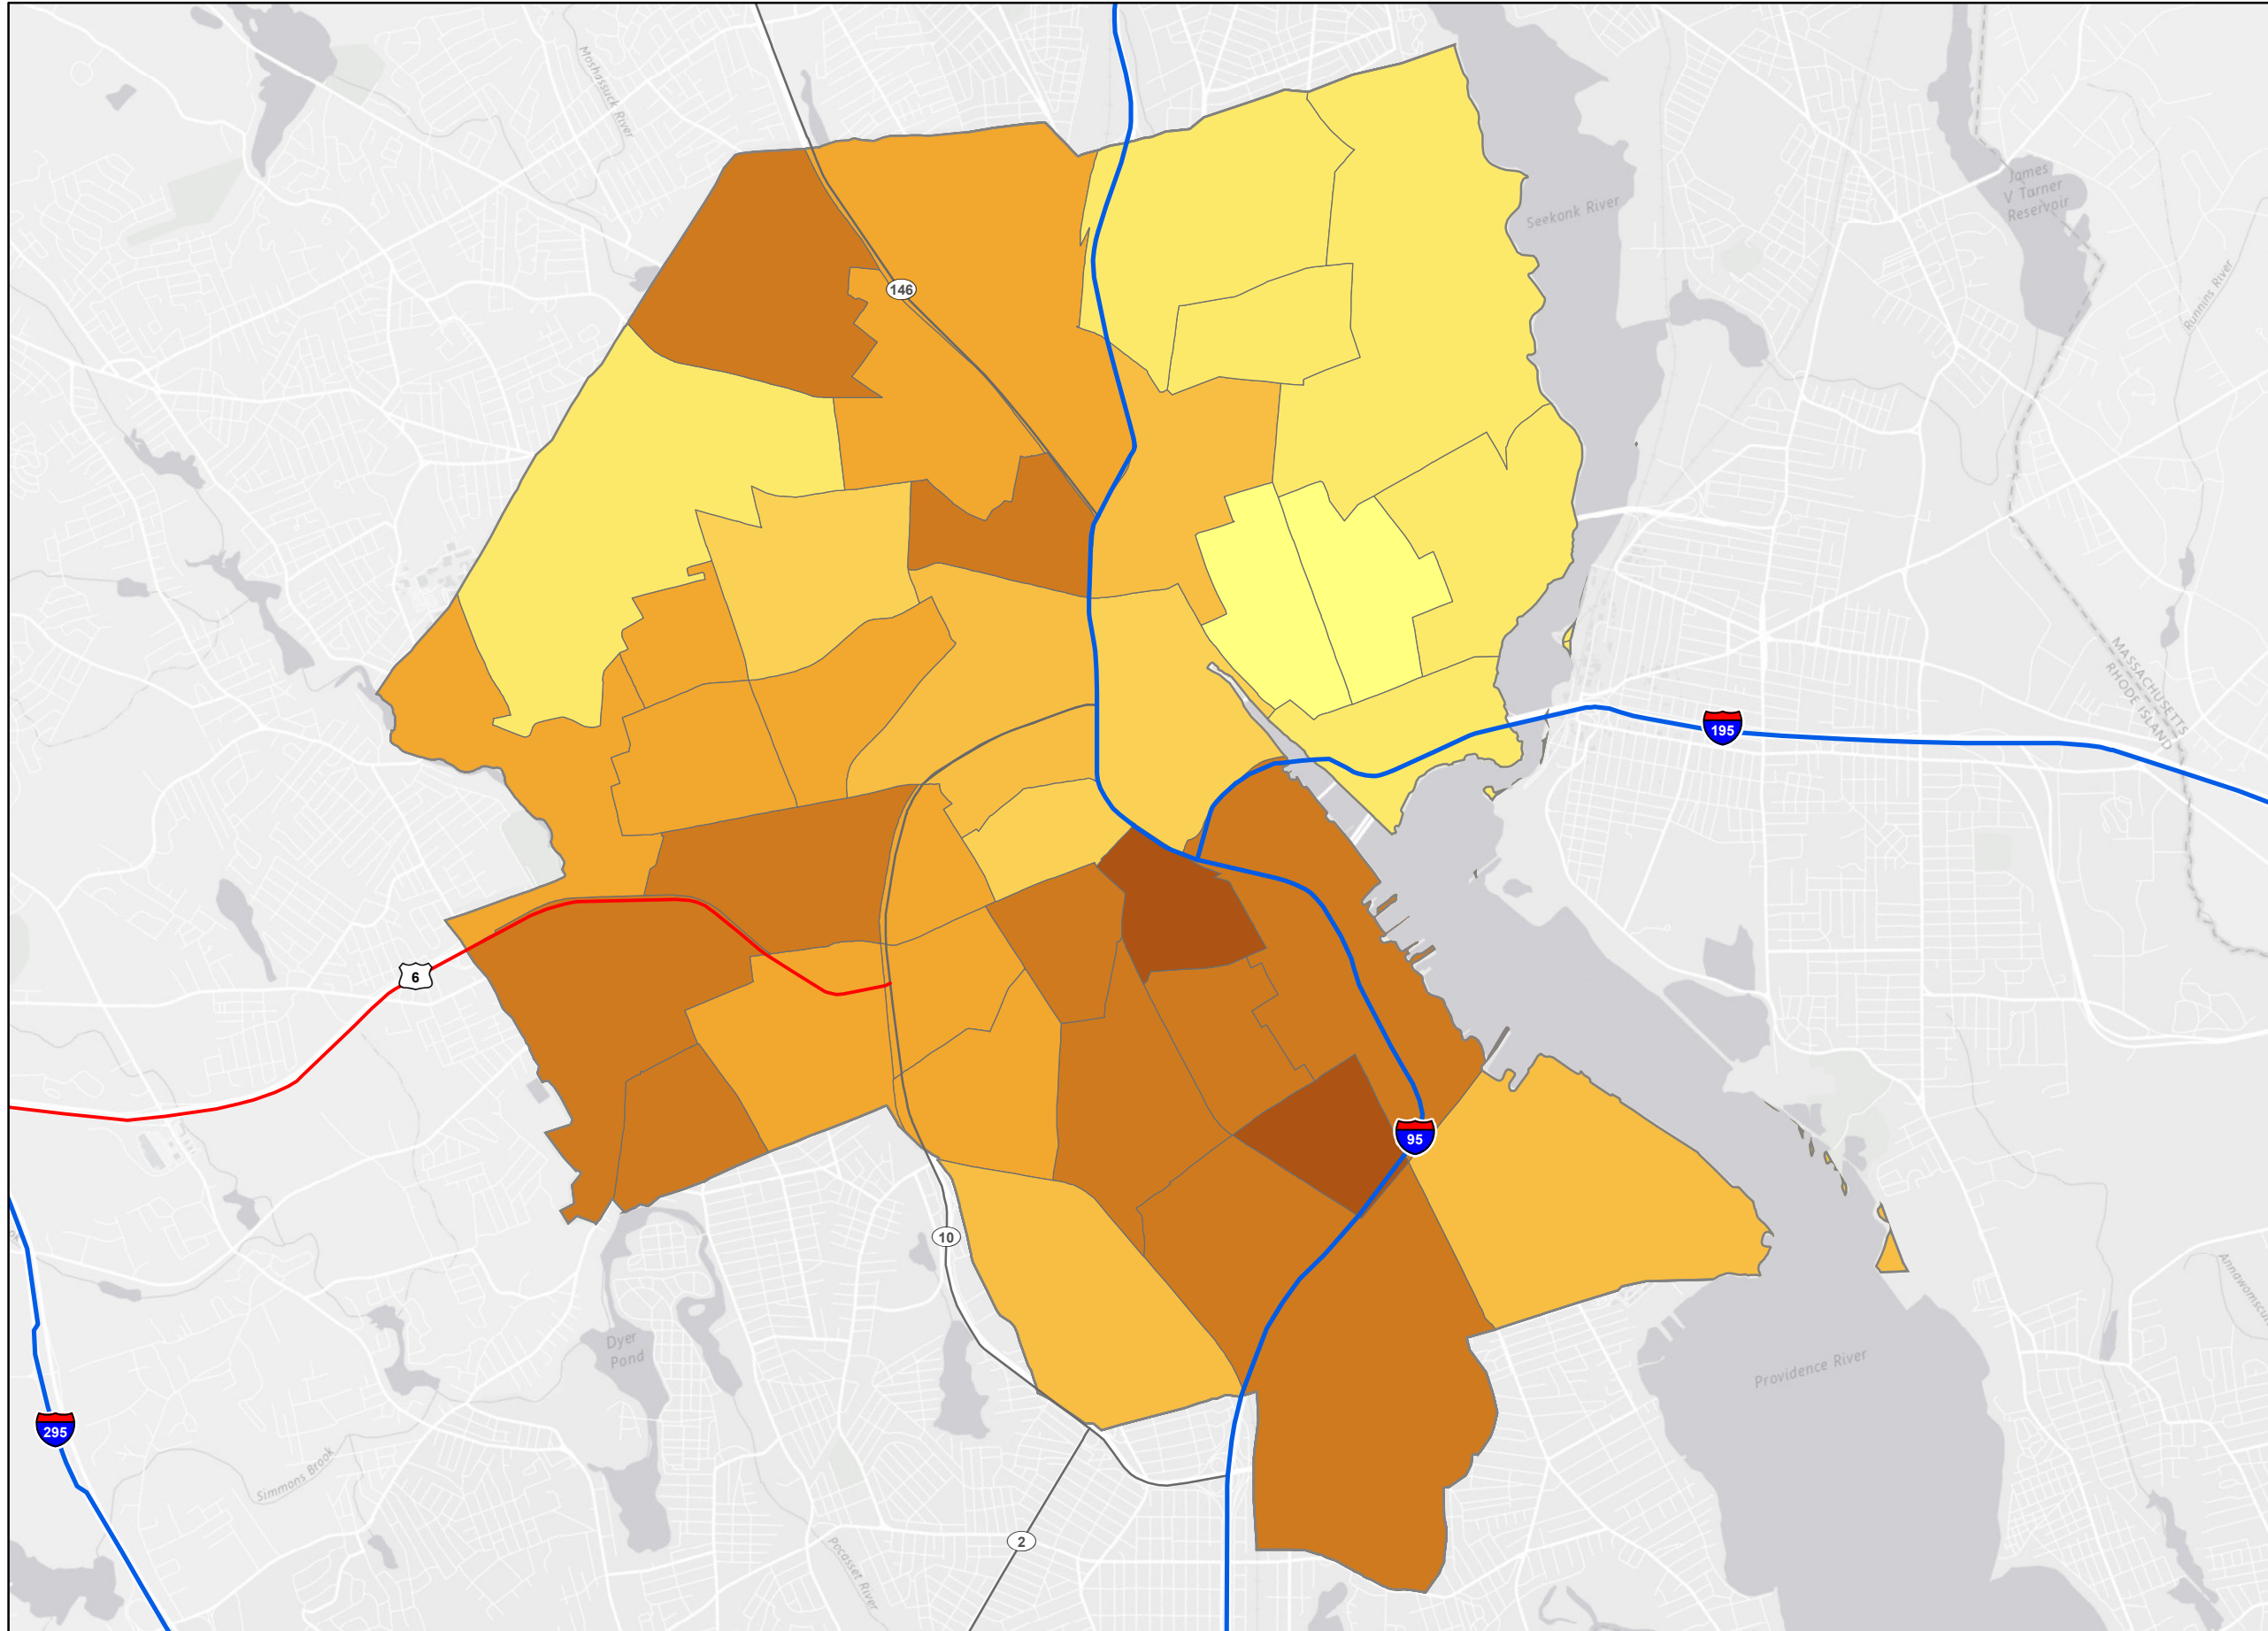 Moshassuck River
James
V Turner
Reservoir
Seekonk River
146
Runnins River
MASSACHUSETTS
RHODE ISLAND
195
6
95
10
Dyer
Pond
Providence River
295
Simmons Brook
2
Pocasset River